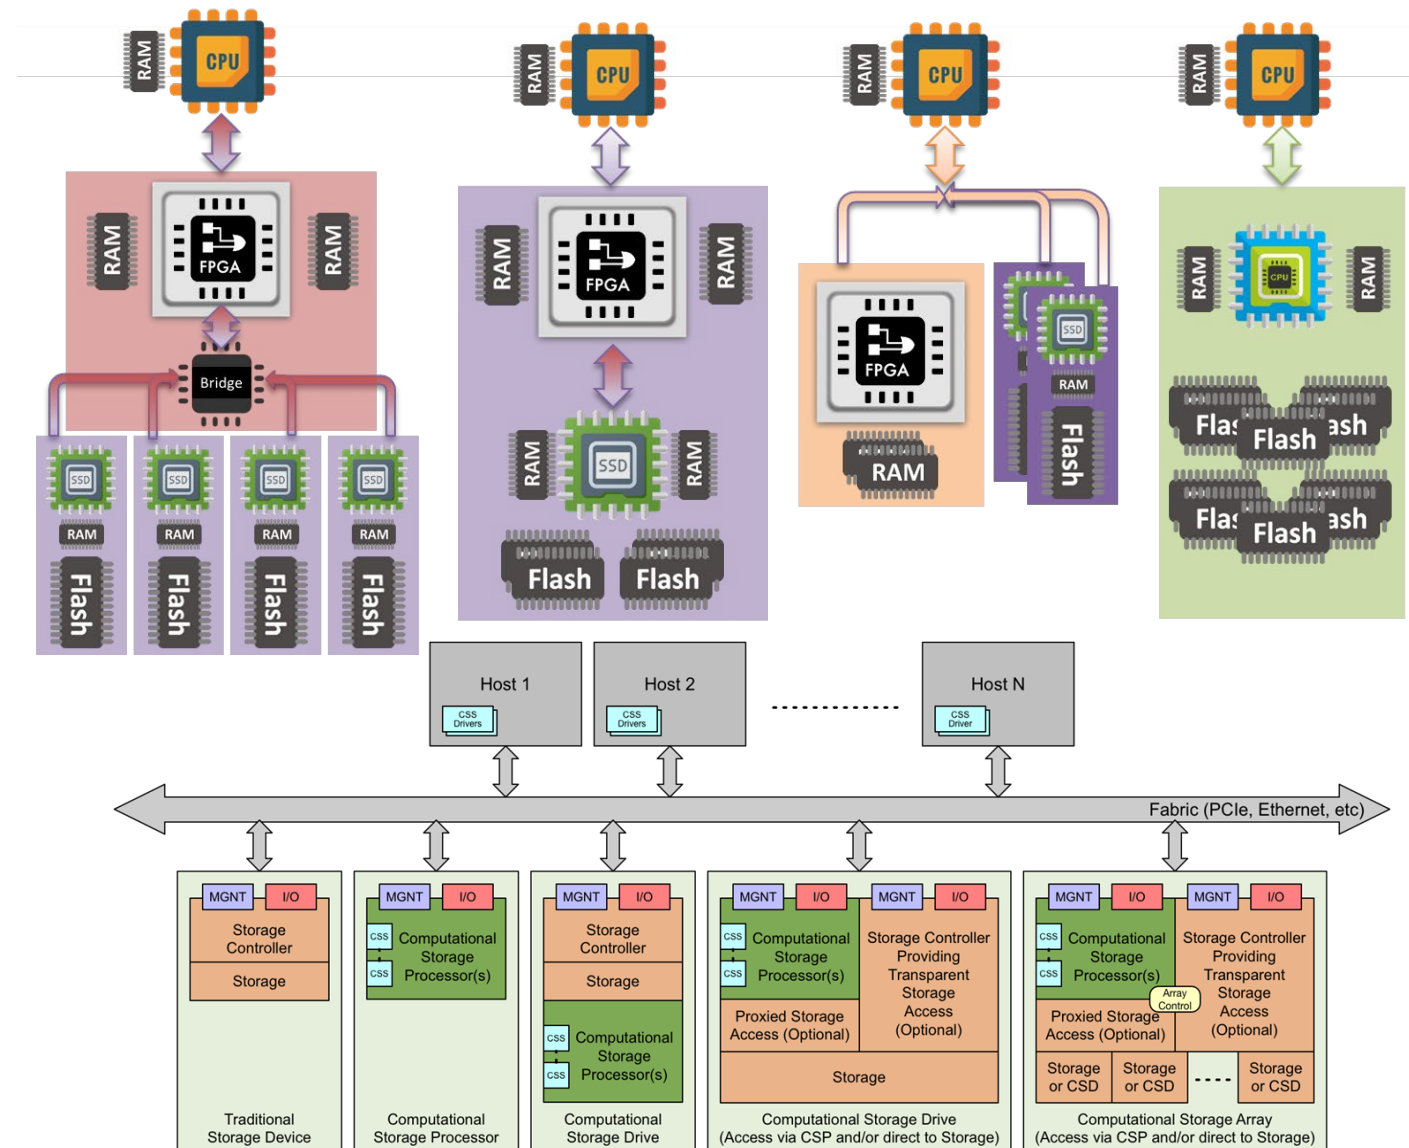 RAM
CPU
RAM
FPGA
RAM
Bridge
SSD
RAM
Flash
SSD
RAM
Flash
SSD
RAM
Flash
SSD
RAM
Flash
RAM
CPU
RAM
FPGA
RAM
RAM
SSD
RAM
Flash
Flash
RAM
CPU
FPGA
RAM
SSD
RAM
Flash
RAM
CPU
RAM
CPU
RAM
Flash
Flash
Host 1
CSS
Drivers
Host 2
CSS
Drivers
Host N
CSS
Driver
Fabric (PCIe, Ethernet, etc)
MGNT
I/O
Storage
Controller
Storage
Traditional
Storage Device
MGNT
I/O
CSS
CSS
Computational
Storage
Processor(s)
Computational
Storage Processor
MGNT
I/O
Storage
Controller
Storage
CSS
CSS
Computational
Storage
Processor(s)
Computational
Storage Drive
MGNT
I/O
MGNT
I/O
CSS
CSS
Computational
Storage
Processor(s)
Storage Controller
Providing
Transparent
Storage
Access
(Optional)
Proxied Storage
Access (Optional)
Storage
Computational Storage Drive
(Access via CSP and/or direct to Storage)
MGNT
I/O
MGNT
I/O
CSS
CSS
Computational
Storage
Processor(s)
Storage Controller
Providing
Transparent
Storage
Access
(Optional)
Array
Control
Proxied Storage
Access (Optional)
Storage
or CSD
Storage
or CSD
Storage
or CSD
Computational Storage Array
(Access via CSP and/or direct to Storage)